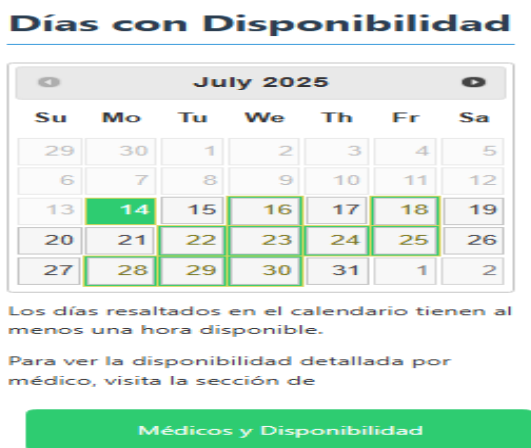 Días con Disponibilidad
July 2025
Su Mo Tu We Th Fr Sa
29 30 1 2 3 4 5
6 7 8 9 10 11 12
13 14 15 16 17 18 19
20 21 22 23 24 25 26
27 28 29 30 31 1 2
Los días resaltados en el calendario tienen al
menos una hora disponible.
Para ver la disponibilidad detallada por
médico, visita la sección de
Médicos y Disponibilidad